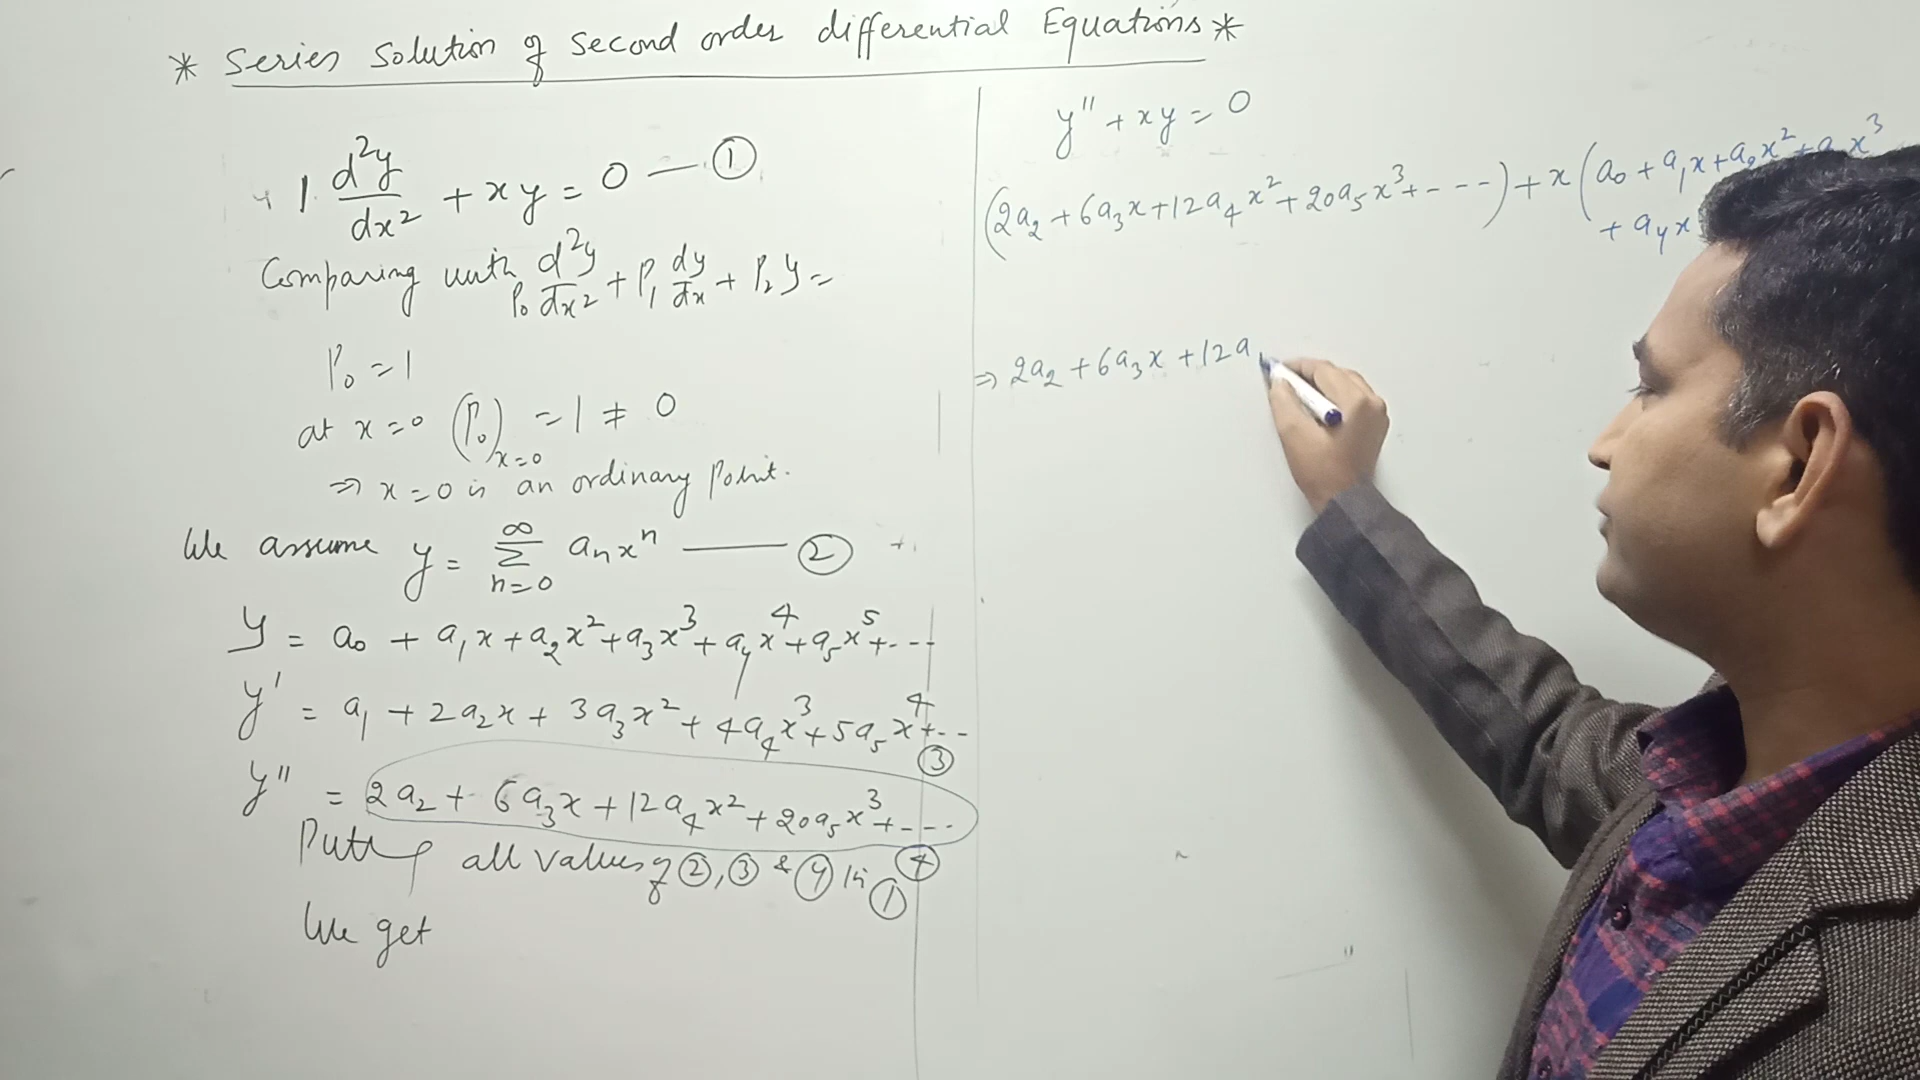 * Series Solution of Second order differential Equations *
1. d²y/dx² + xy = 0 — ①
Comparing with P₀ d²y/dx² + P₁ dy/dx + P₂ y =
P₀ = 1
at x = 0 (P₀)ₓ₌₀ = 1 ≠ 0
⇒ x = 0 is an ordinary Point.
We assume y = ∑_{n=0}^{∞} aₙxⁿ — ②
y = a₀ + a₁x + a₂x² + a₃x³ + a₄x⁴ + a₅x⁵ + ---
y' = a₁ + 2a₂x + 3a₃x² + 4a₄x³ + 5a₅x⁴ + --
③
y'' = 2a₂ + 6a₃x + 12a₄x² + 20a₅x³ + ----
④
Putting all values of ②, ③ & ④ in ①
We get
y'' + xy = 0
(2a₂ + 6a₃x + 12a₄x² + 20a₅x³ + ----) + x(a₀ + a₁x + a₂x² + a₃x³
+ a₄x
⇒ 2a₂ + 6a₃x + 12a